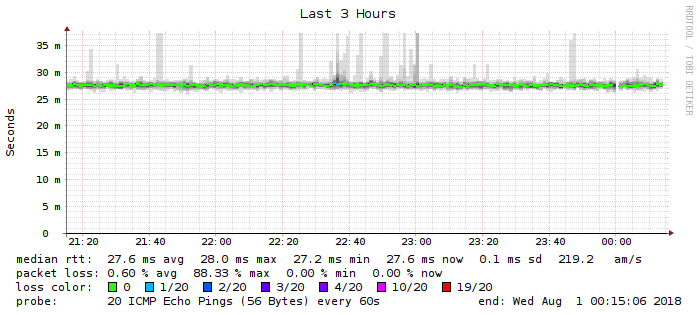 Last 3 Hours
RRDTOOL / TOBI OETIKER
Seconds
35 m
30 m
25 m
20 m
15 m
10 m
5 m
0
21:20 21:40 22:00 22:20 22:40 23:00 23:20 23:40 00:00
median rtt: 27.6 ms avg 28.0 ms max 27.2 ms min 27.6 ms now 0.1 ms sd 219.2 am/s
packet loss: 0.60 % avg 88.33 % max 0.00 % min 0.00 % now
loss color: 0 1/20 2/20 3/20 4/20 10/20 19/20
probe: 20 ICMP Echo Pings (56 Bytes) every 60s end: Wed Aug 1 00:15:06 2018